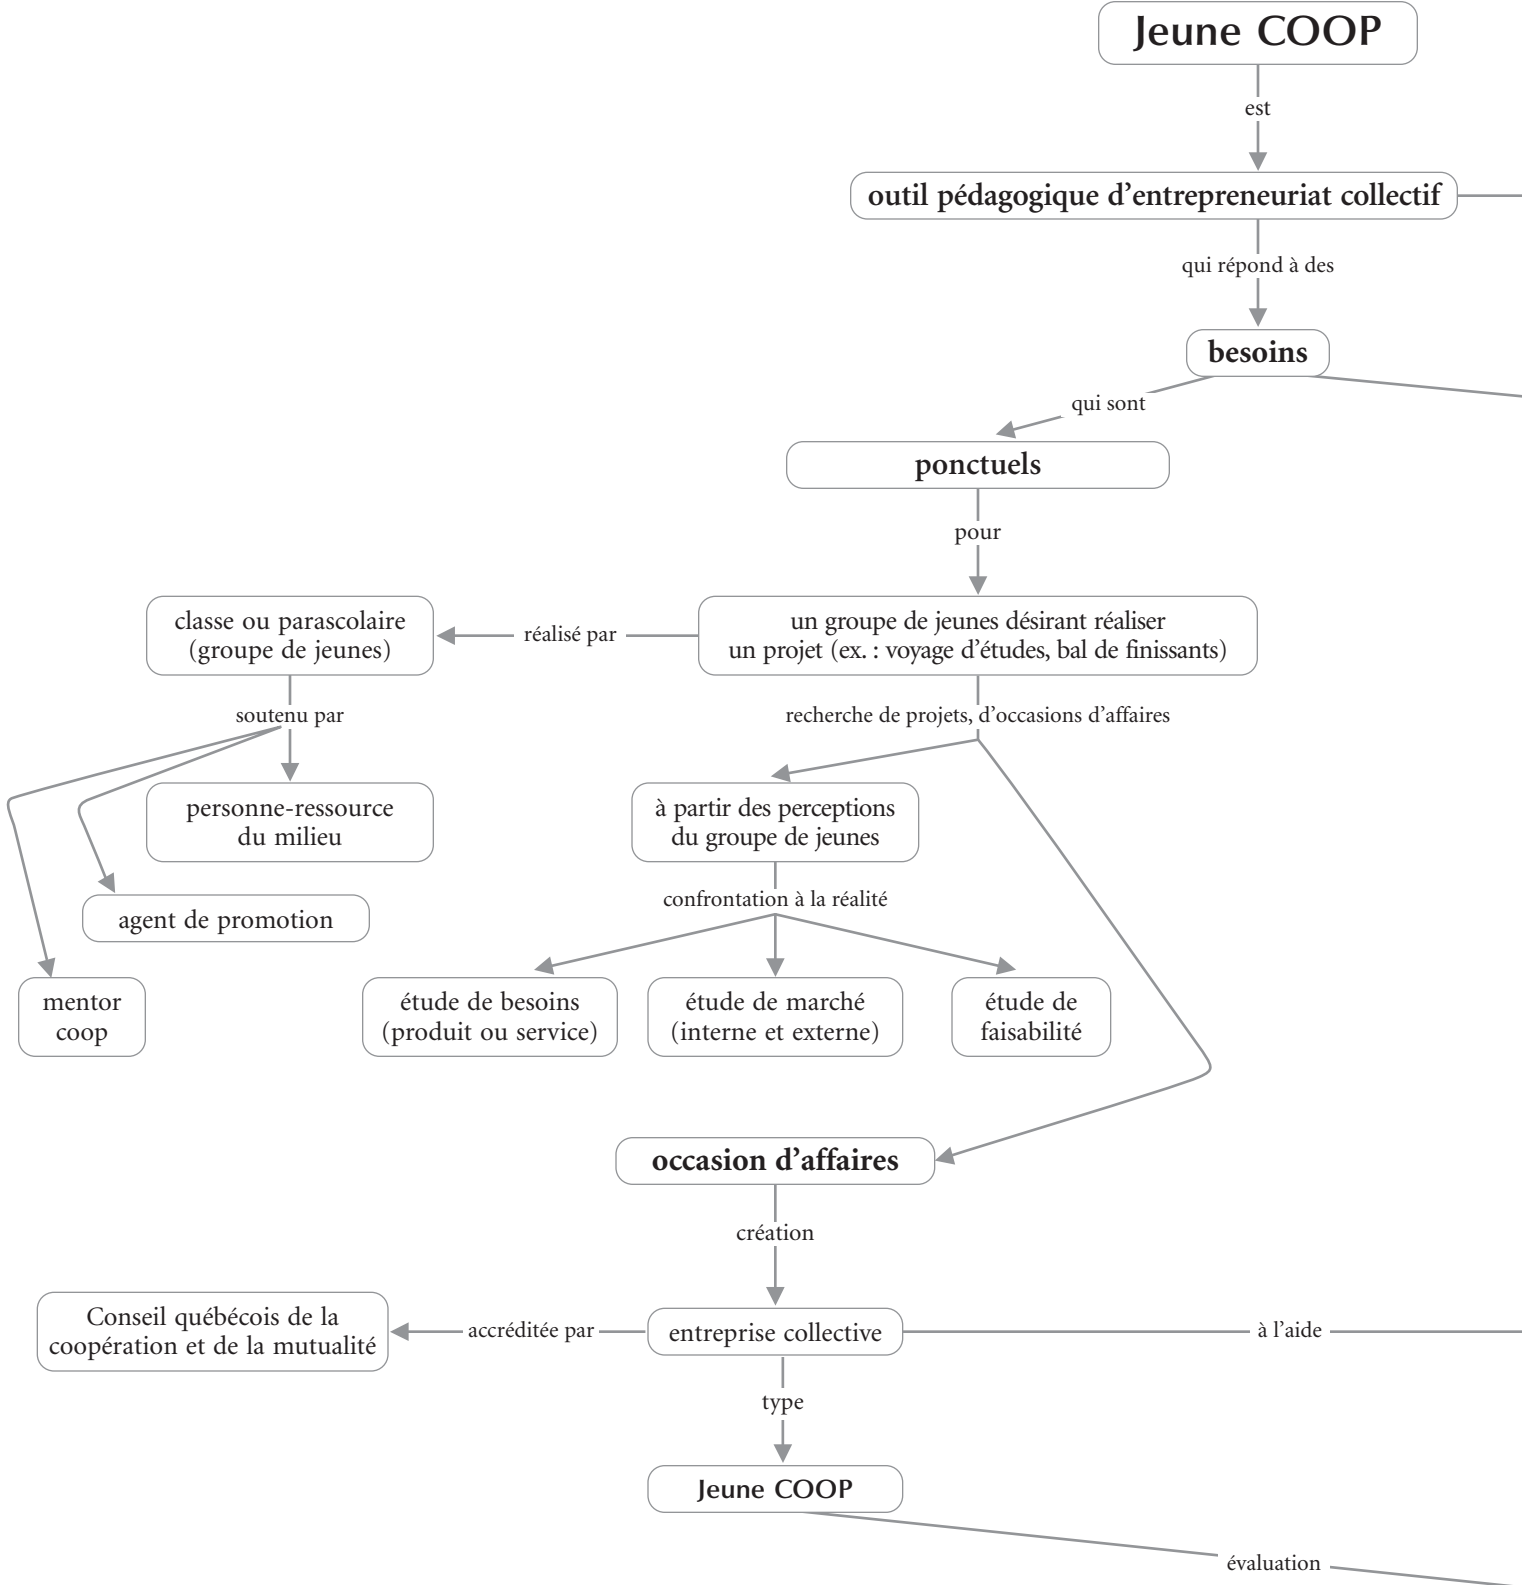 Jeune COOP
est
outil pédagogique d’entrepreneuriat collectif
qui répond à des
besoins
qui sont
ponctuels
pour
un groupe de jeunes désirant réaliser
un projet (ex. : voyage d’études, bal de finissants)
réalisé par
classe ou parascolaire
(groupe de jeunes)
soutenu par
personne-ressource
du milieu
agent de promotion
mentor
coop
recherche de projets, d’occasions d’affaires
à partir des perceptions
du groupe de jeunes
confrontation à la réalité
étude de besoins
(produit ou service)
étude de marché
(interne et externe)
étude de
faisabilité
occasion d’affaires
création
entreprise collective
accréditée par
Conseil québécois de la
coopération et de la mutualité
à l’aide
type
Jeune COOP
évaluation